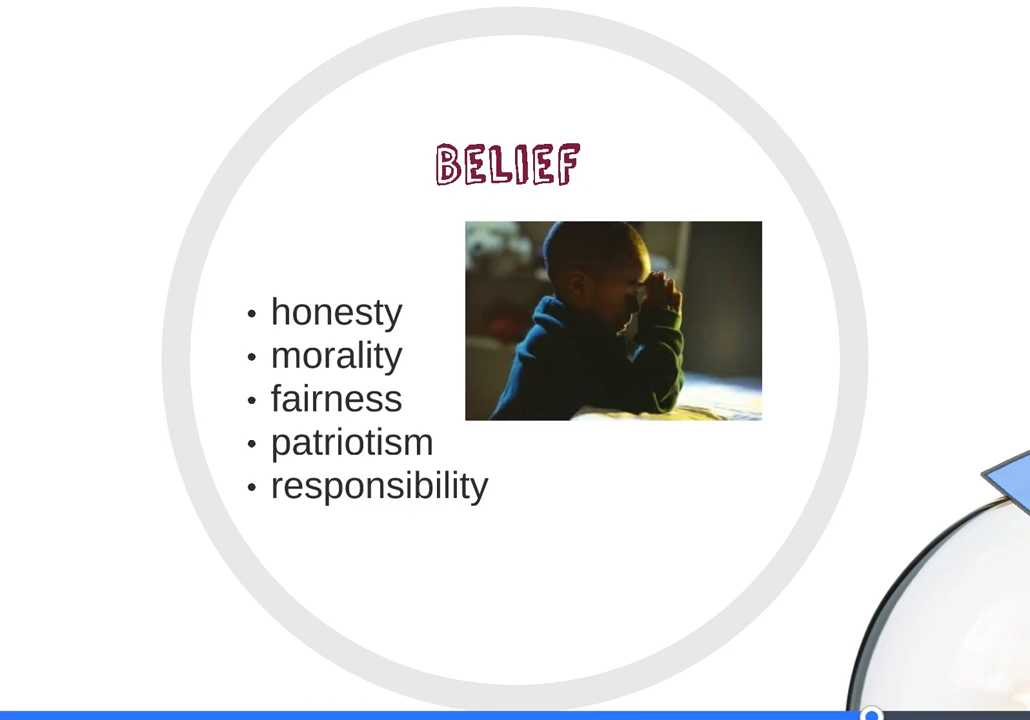 BELIEF
• honesty
• morality
• fairness
• patriotism
• responsibility